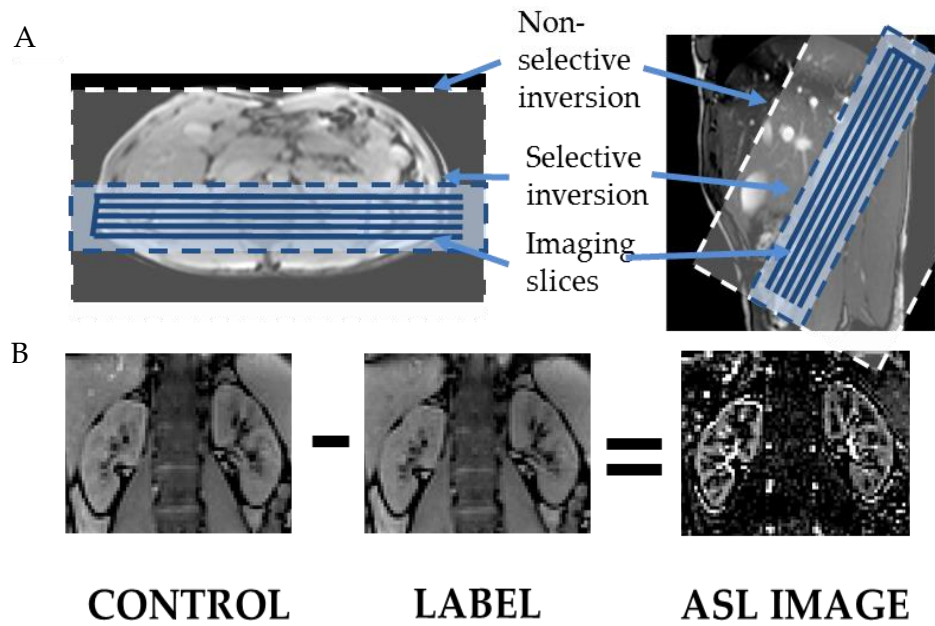 A
Non-
selective
inversion
Selective
inversion
Imaging
slices
B
CONTROL
LABEL
ASL IMAGE